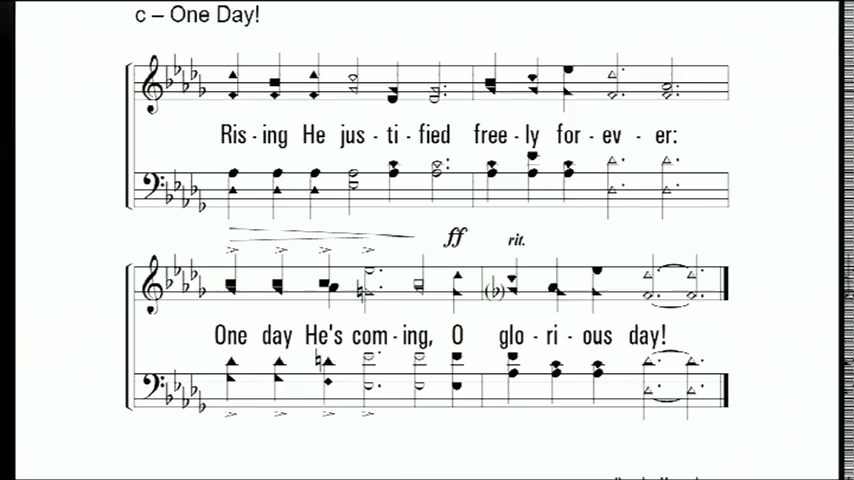 c – One Day!
Ris - ing He jus - ti - fied free - ly for - ev - er:
ff rit.
One day He's com - ing, O glo - ri - ous day!